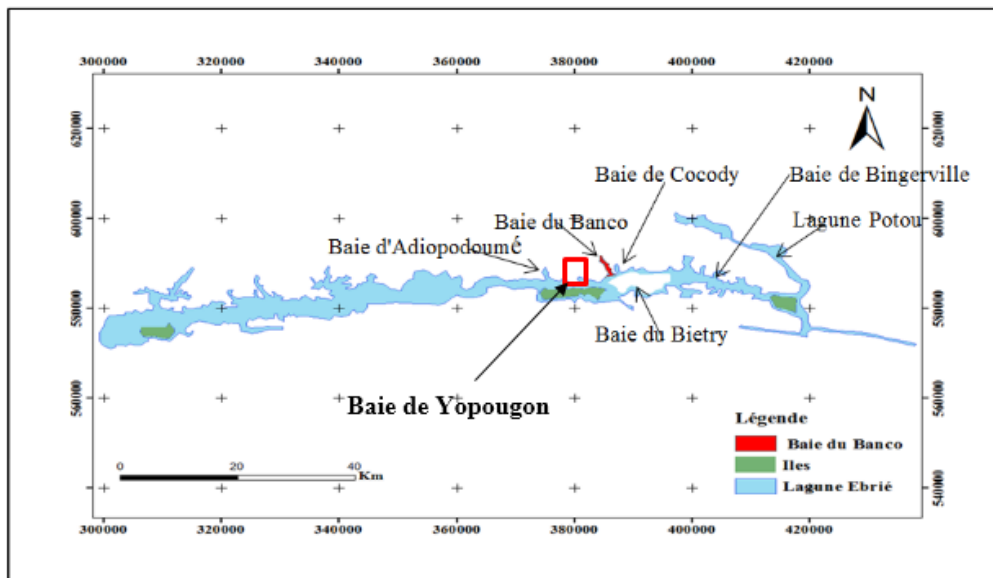 300000 320000 340000 360000 380000 400000 420000
620000 620000
N
Baie de Cocody
Baie de Bingerville
Baie du Banco
Lagune Potou
600000 600000
Baie d'Adiopodoumé
580000 580000
Baie du Bietry
Baie de Yopougon
560000 560000
Légende
Baie du Banco
Iles
Lagune Ebrié
0 20 40
Km
540000 540000
300000 320000 340000 360000 380000 400000 420000